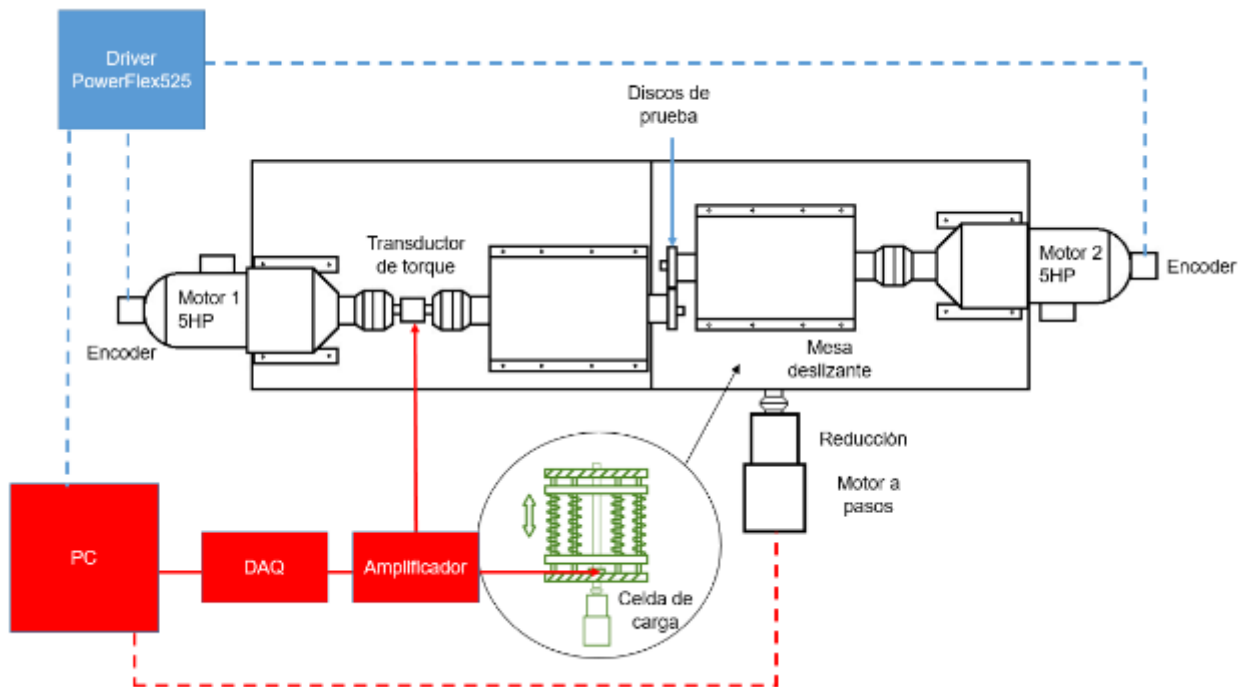 Driver
PowerFlex525
Discos de
prueba
Transductor
de torque
Motor 1
5HP
Encoder
Motor 2
5HP
Encoder
Mesa
deslizante
Reducción
Motor a
pasos
PC
DAQ
Amplificador
Celda de
carga